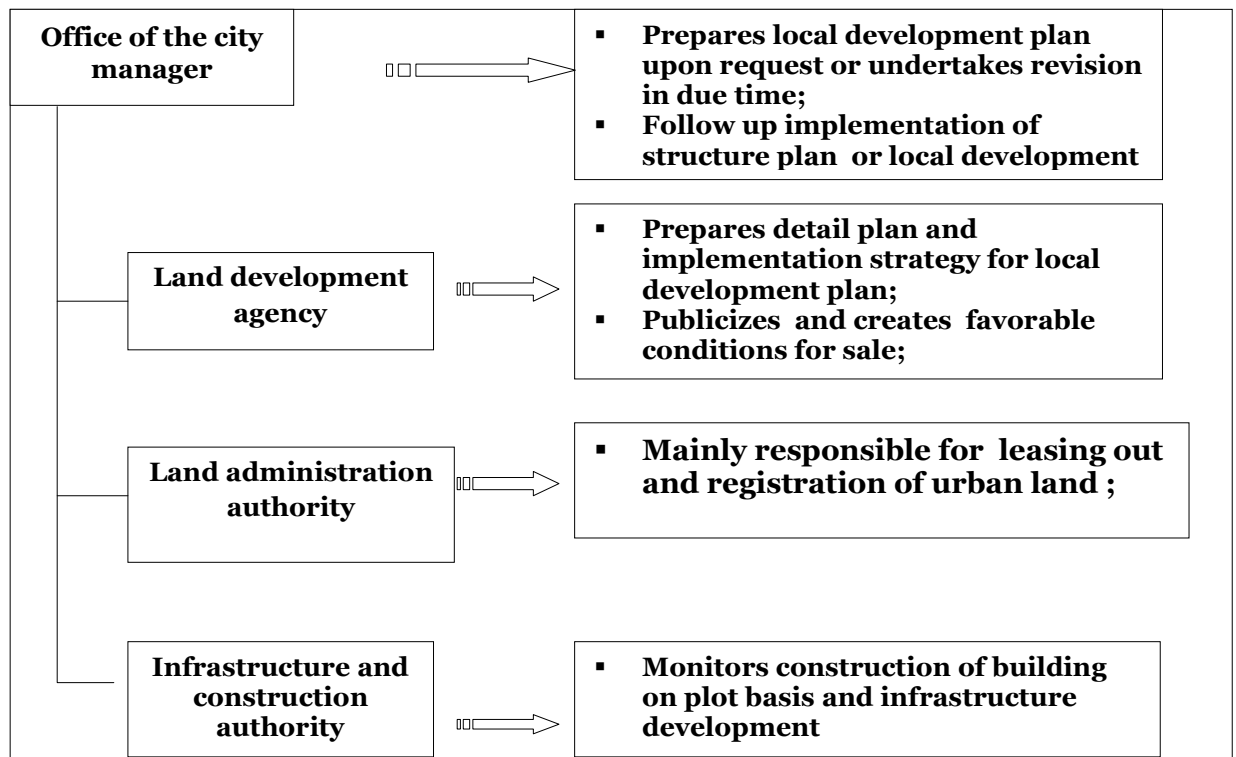 Office of the city
manager
▪ Prepares local development plan
upon request or undertakes revision
in due time;
▪ Follow up implementation of
structure plan or local development
Land development
agency
▪ Prepares detail plan and
implementation strategy for local
development plan;
▪ Publicizes and creates favorable
conditions for sale;
Land administration
authority
▪ Mainly responsible for leasing out
and registration of urban land ;
Infrastructure and
construction
authority
▪ Monitors construction of building
on plot basis and infrastructure
development